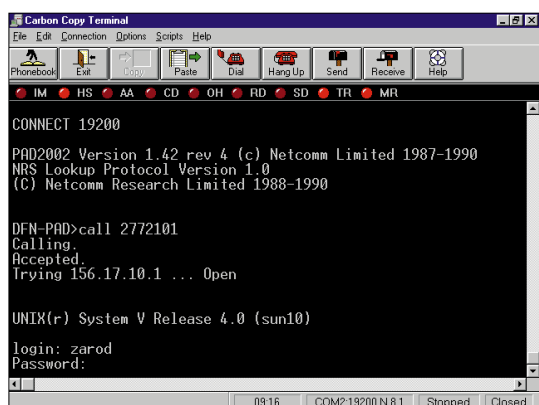 Carbon Copy Terminal
File Edit Connection Options Scripts Help
Phonebook Exit Copy Paste Dial Hang Up Send Receive Help
IM HS AA CD OH RD SD TR MR
CONNECT 19200
PAD2002 Version 1.42 rev 4 (c) Netcomm Limited 1987-1990
NRS Lookup Protocol Version 1.0
(C) Netcomm Research Limited 1988-1990
DFN-PAD>call 2772101
Calling.
Accepted.
Trying 156.17.10.1 ... Open
UNIX(r) System V Release 4.0 (sun10)
login: zarod
Password:
09:16 COM2:19200,N,8,1 Stopped Closed